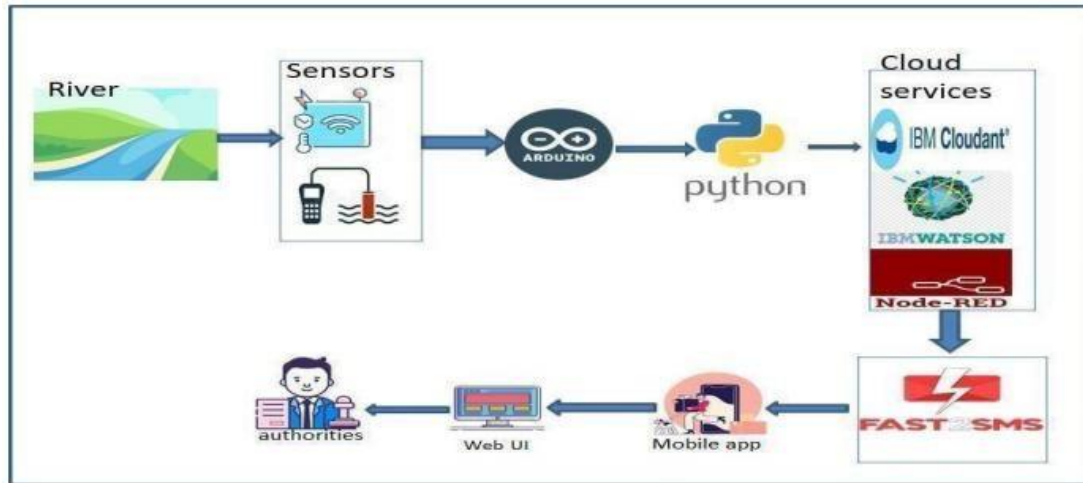 River
Sensors
ARDUINO
python
Cloud
services
IBM Cloudant®
IBMWATSON
Node-RED
FAST2SMS
Mobile app
Web UI
authorities